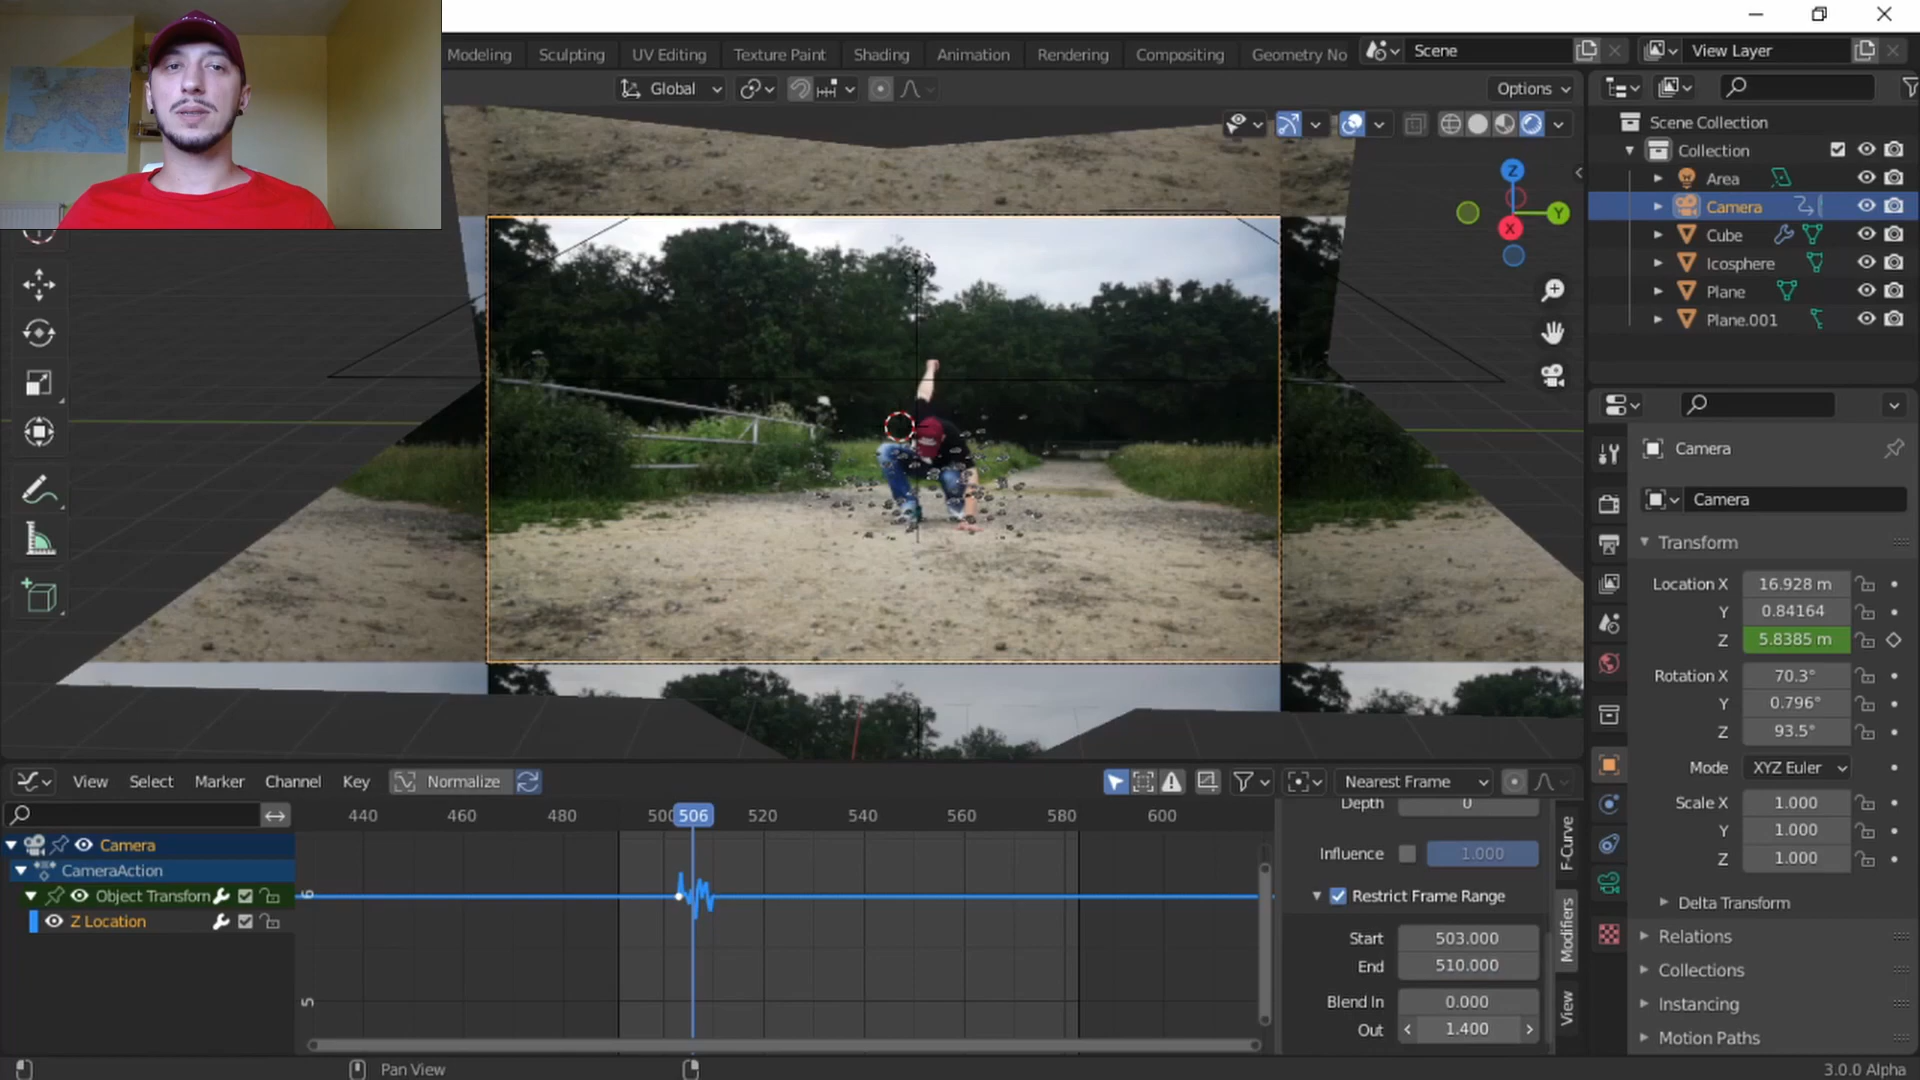 Modeling Sculpting UV Editing Texture Paint Shading Animation Rendering Compositing Geometry No Scene View Layer
Global Options
Scene Collection
Collection
Area
Camera
Cube
Icosphere
Plane
Plane.001
Z
Y
X
Camera
Camera
Transform
Location X 16.928 m
Y 0.84164
Z 5.8385 m
Rotation X 70.3°
Y 0.796°
Z 93.5°
Mode XYZ Euler
Scale X 1.000
Y 1.000
Z 1.000
Delta Transform
Relations
Collections
Instancing
Motion Paths
View Select Marker Channel Key Normalize Nearest Frame
440 460 480 500 506 520 540 560 580 600
Camera
CameraAction
Object Transform
Z Location
6
5
Depth 0
Influence 1.000
Restrict Frame Range
Start 503.000
End 510.000
Blend In 0.000
Out 1.400
F-Curve
Modifiers
View
Pan View
3.0.0 Alpha